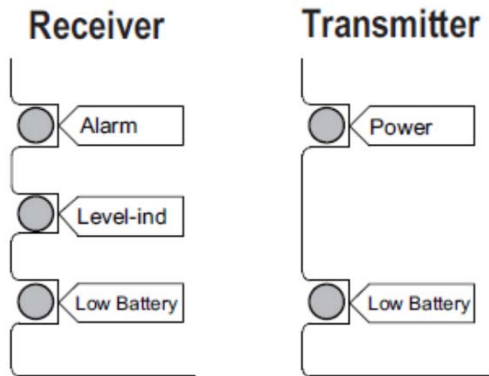 Receiver
Alarm
Level-ind
Low Battery
Transmitter
Power
Low Battery